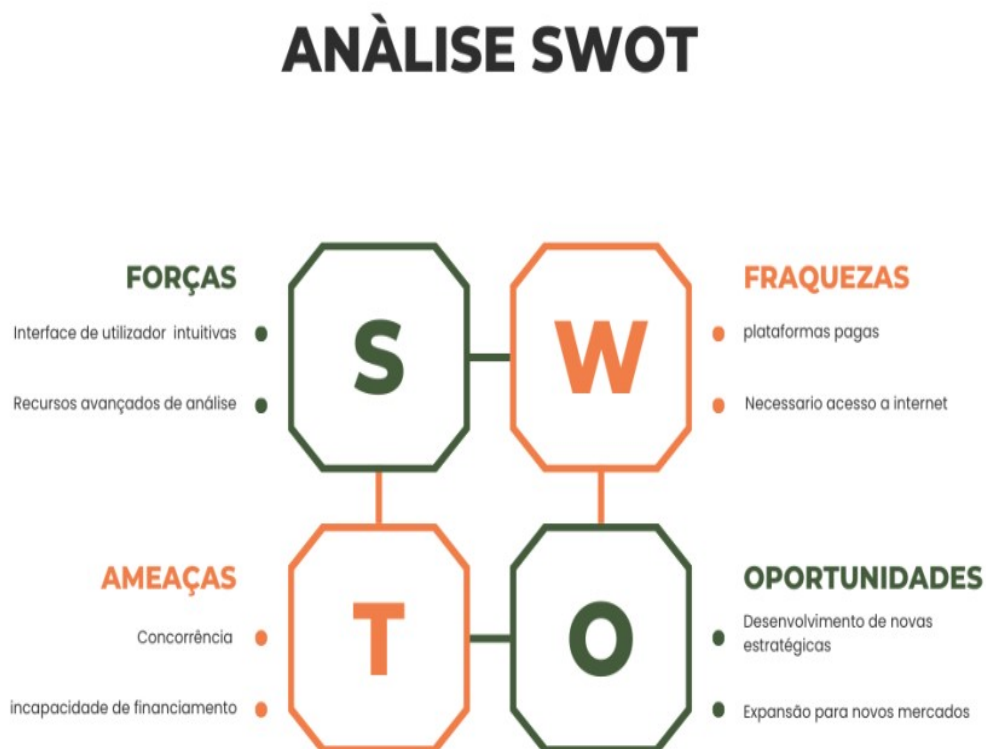 ANÀLISE SWOT
FORÇAS
Interface de utilizador intuitivas
Recursos avançados de análise
S
W
FRAQUEZAS
plataformas pagas
Necessario acesso a internet
AMEAÇAS
Concorrência
incapacidade de financiamento
T
O
OPORTUNIDADES
Desenvolvimento de novas
estratégicas
Expansão para novos mercados